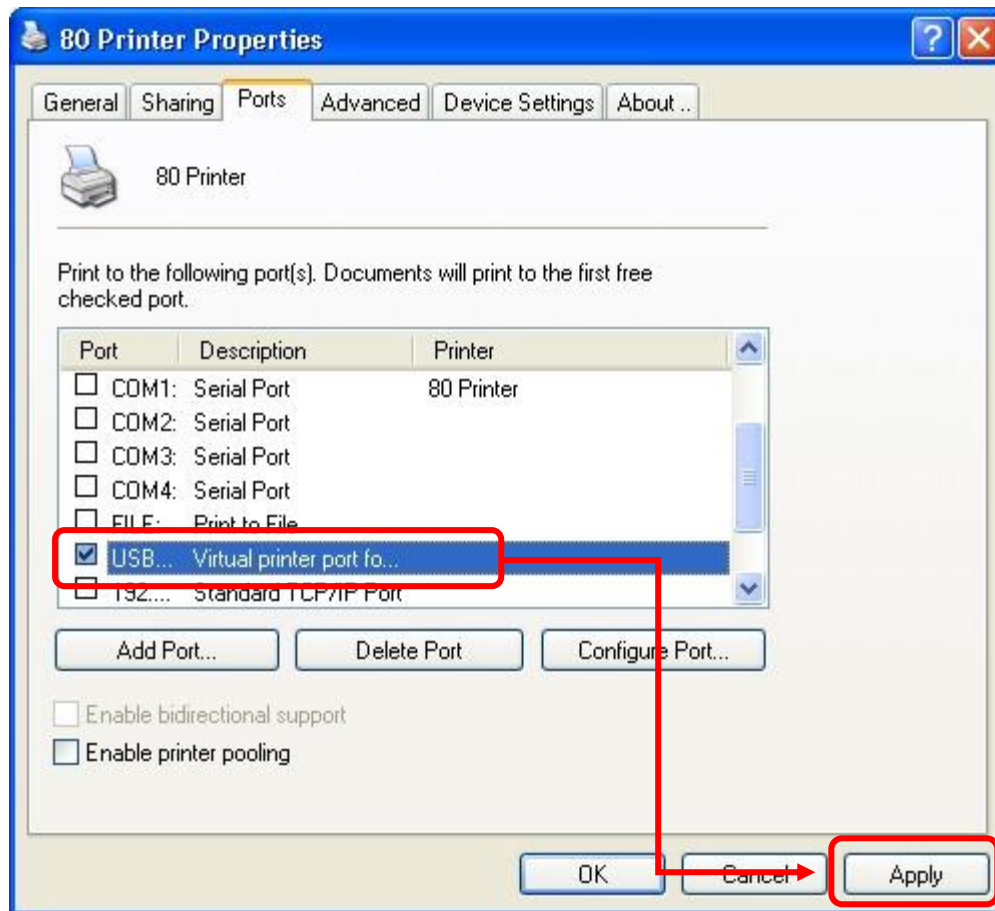 80 Printer Properties
General Sharing Ports Advanced Device Settings About ..
80 Printer
Print to the following port(s). Documents will print to the first free
checked port.
Port Description Printer
COM1: Serial Port 80 Printer
COM2: Serial Port
COM3: Serial Port
COM4: Serial Port
FILE: Print to File
USB... Virtual printer port fo...
192.... Standard TCP/IP Port
Add Port... Delete Port Configure Port...
Enable bidirectional support
Enable printer pooling
OK Cancel Apply